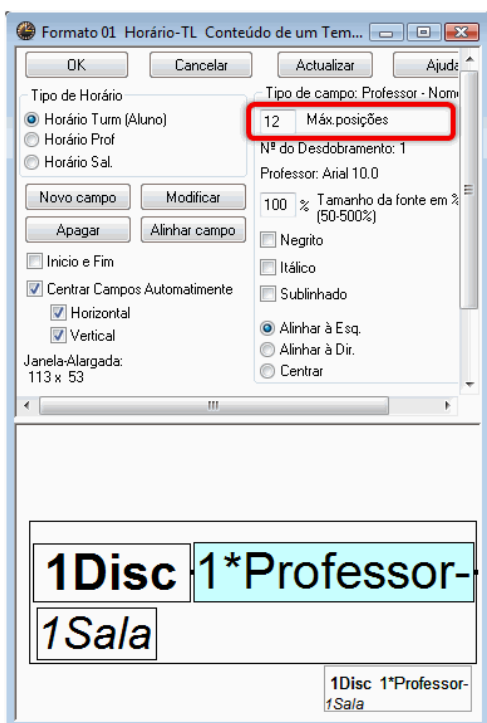 Formato 01 Horário-TL Conteúdo de um Tem...
OK
Cancelar
Actualizar
Ajuda
Tipo de Horário
Horário Turm (Aluno)
Horário Prof
Horário Sal.
Novo campo
Modificar
Apagar
Alinhar campo
Inicio e Fim
Centrar Campos Automatimente
Horizontal
Vertical
Janela-Alargada:
113 x 53
Tipo de campo: Professor - Nom
12 Máx.posições
Nº do Desdobramento: 1
Professor: Arial 10.0
100 % Tamanho da fonte em %
(50-500%)
Negrito
Itálico
Sublinhado
Alinhar à Esq.
Alinhar à Dir.
Centrar
1Disc 1*Professor-
1Sala
1Disc 1*Professor-
1Sala